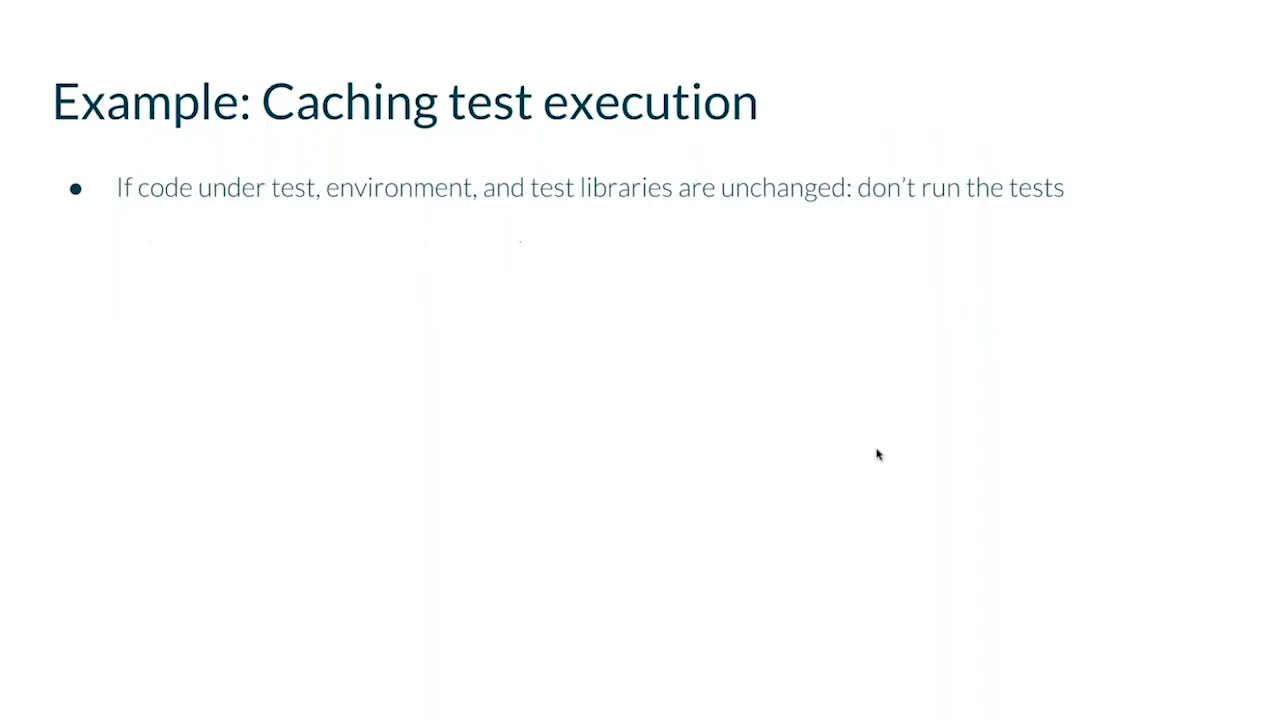 Example: Caching test execution
● If code under test, environment, and test libraries are unchanged: don’t run the tests